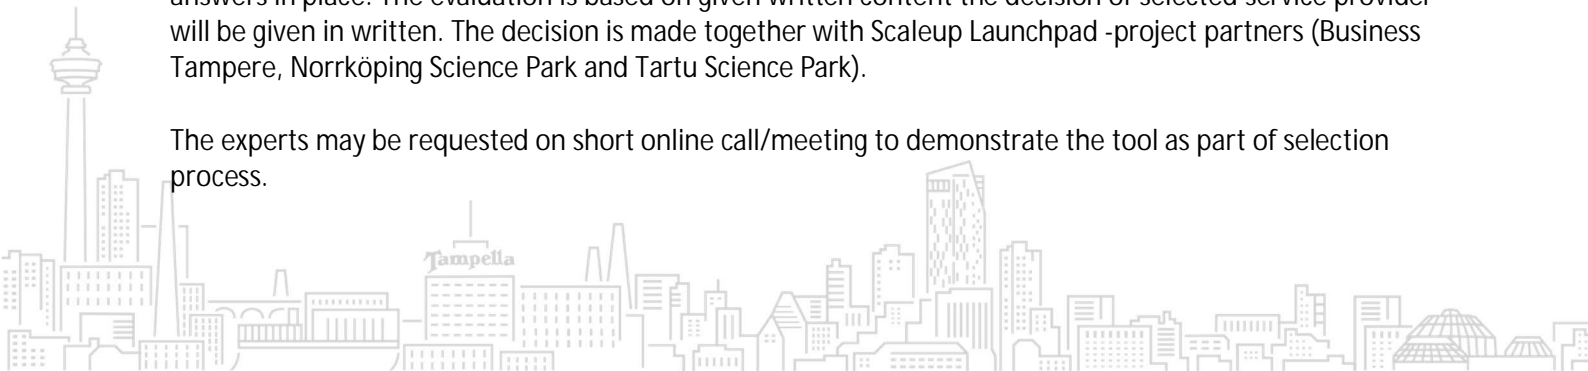 answers in place. The evaluation is based on given written content the decision of selected service provider
will be given in written. The decision is made together with Scaleup Launchpad -project partners (Business
Tampere, Norrköping Science Park and Tartu Science Park).
The experts may be requested on short online call/meeting to demonstrate the tool as part of selection
process.
Tampella